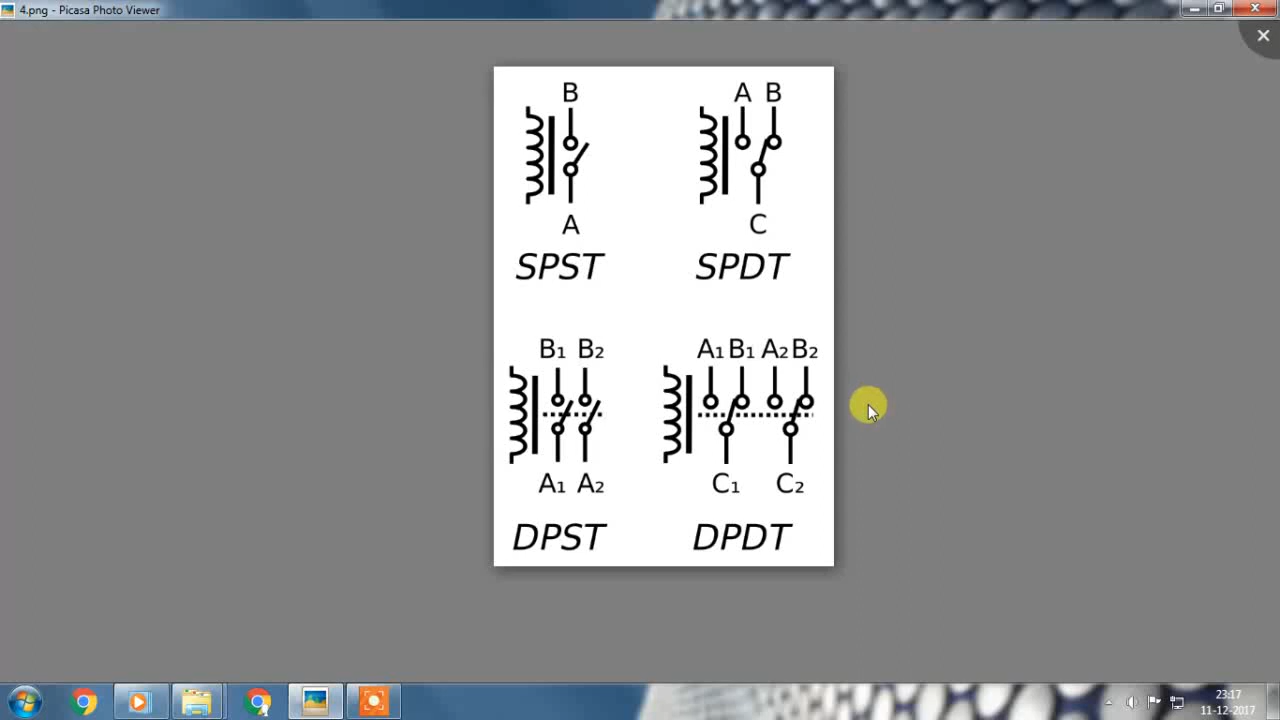 4.png - Picasa Photo Viewer
B
A
SPST
A B
C
SPDT
B₁ B₂
A₁ A₂
DPST
A₁ B₁ A₂ B₂
C₁ C₂
DPDT
23:17
11-12-2017